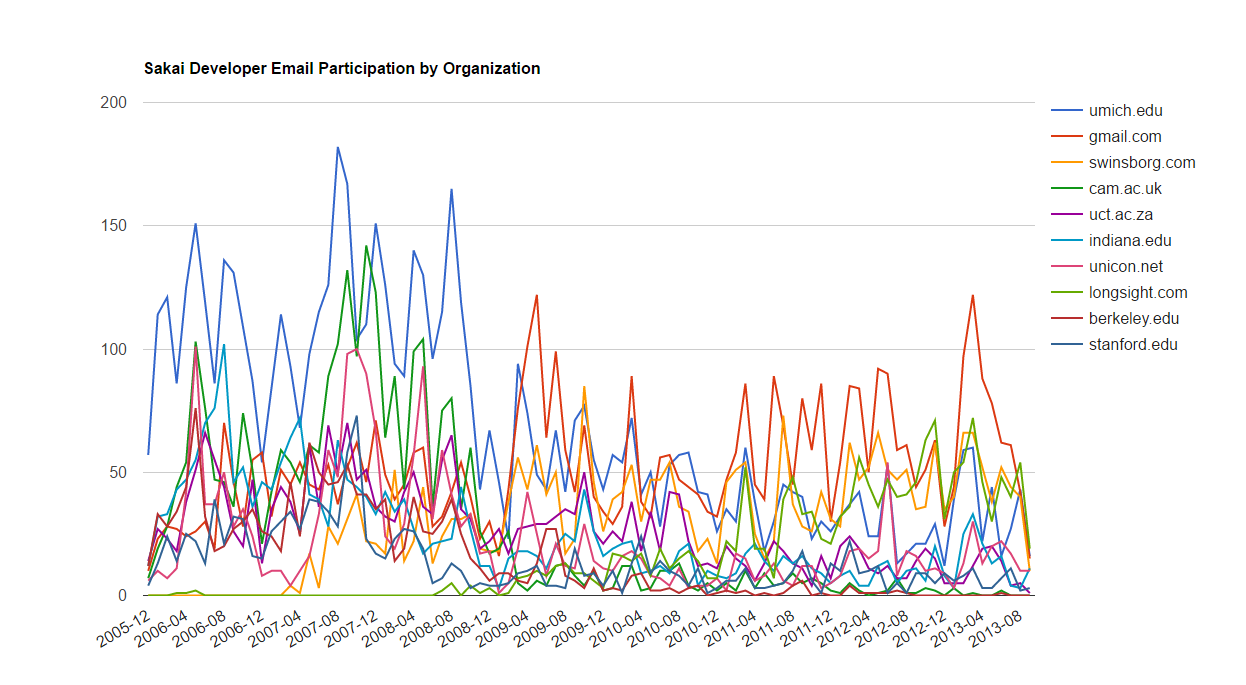 Sakai Developer Email Participation by Organization
200
150
100
50
0
umich.edu
gmail.com
swinsborg.com
cam.ac.uk
uct.ac.za
indiana.edu
unicon.net
longsight.com
berkeley.edu
stanford.edu
2005-12
2006-04
2006-08
2006-12
2007-04
2007-08
2007-12
2008-04
2008-08
2008-12
2009-04
2009-08
2009-12
2010-04
2010-08
2010-12
2011-04
2011-08
2011-12
2012-04
2012-08
2012-12
2013-04
2013-08